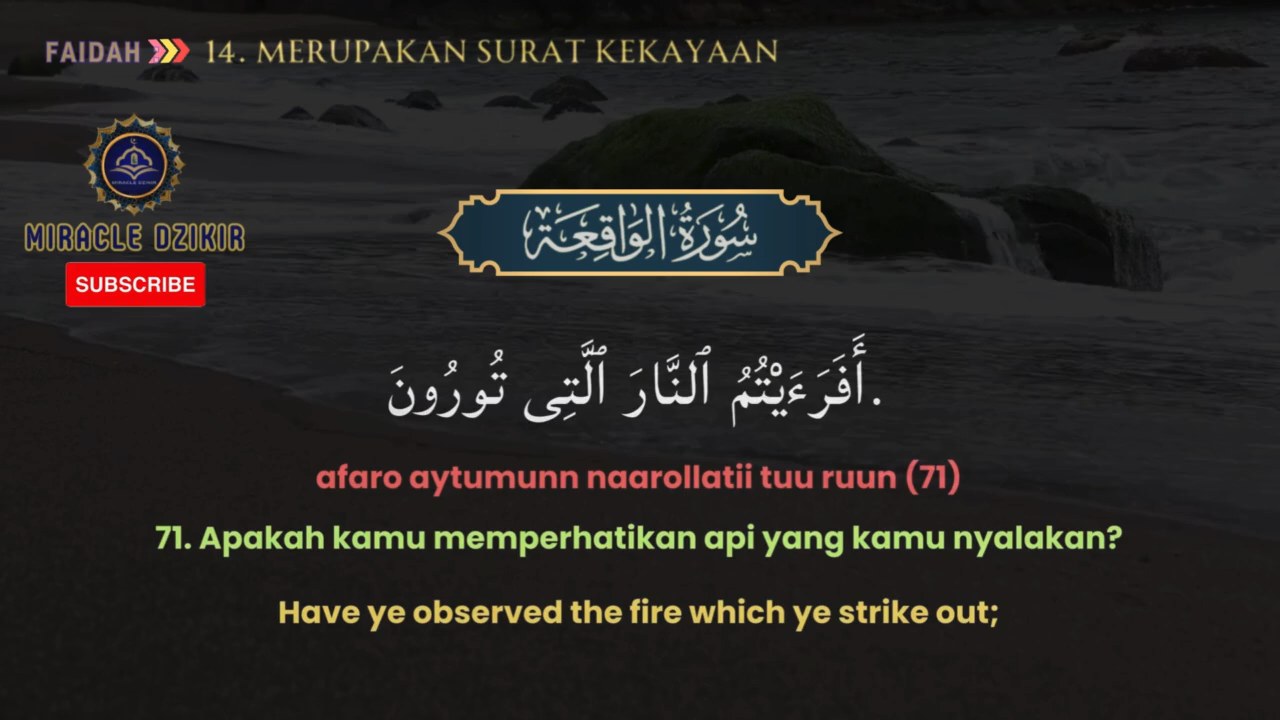 FAIDAH 14. MERUPAKAN SURAT KEKAYAAN
MIRACLE DZIKIR
MIRACLE DZIKIR
SUBSCRIBE
سُورَةُ الوَاقِعَة
أَفَرَءَيْتُمُ ٱلنَّارَ ٱلَّتِى تُورُونَ.
afaro aytumunn naarollatii tuu ruun (71)
71. Apakah kamu memperhatikan api yang kamu nyalakan?
Have ye observed the fire which ye strike out;